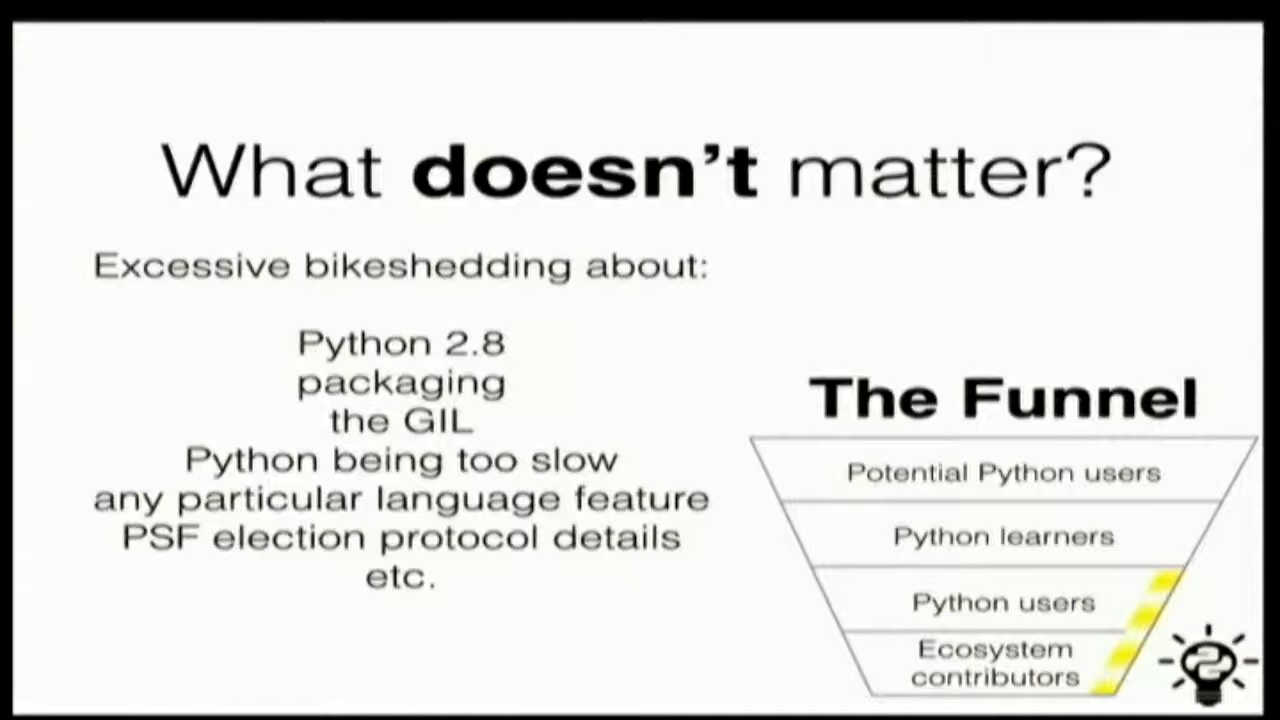 What doesn't matter?
Excessive bikeshedding about:
Python 2.8
packaging
the GIL
Python being too slow
any particular language feature
PSF election protocol details
etc.
The Funnel
Potential Python users
Python learners
Python users
Ecosystem
contributors